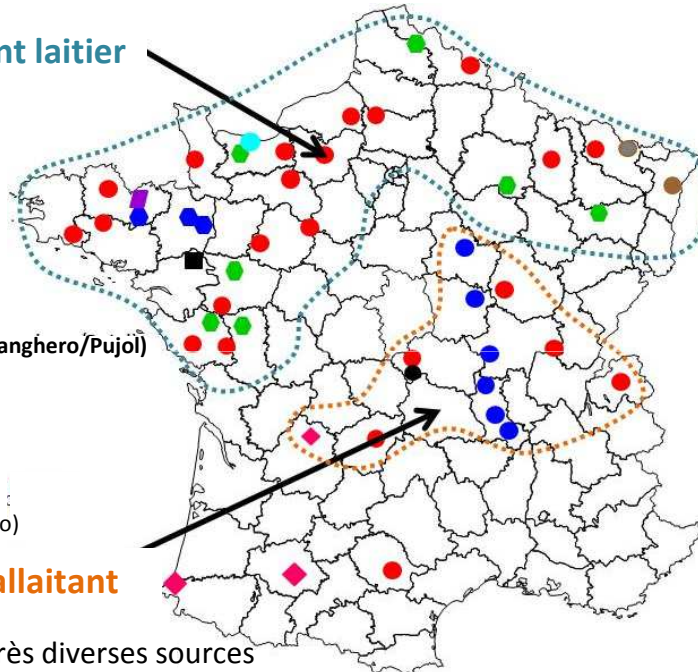 nt laitier
anghero/Pujol)
o)
allaitant
rès diverses sources